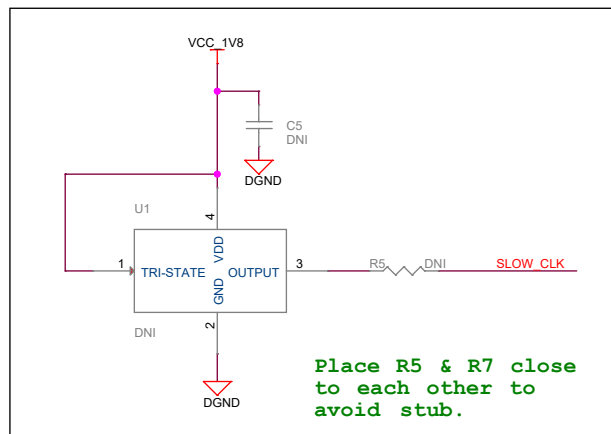 VCC_1V8
C5
DNI
DGND
U1
4
1
TRI-STATE
VDD
GND
OUTPUT
3
R5
DNI
SLOW_CLK
2
DNI
DGND
Place R5 & R7 close
to each other to
avoid stub.